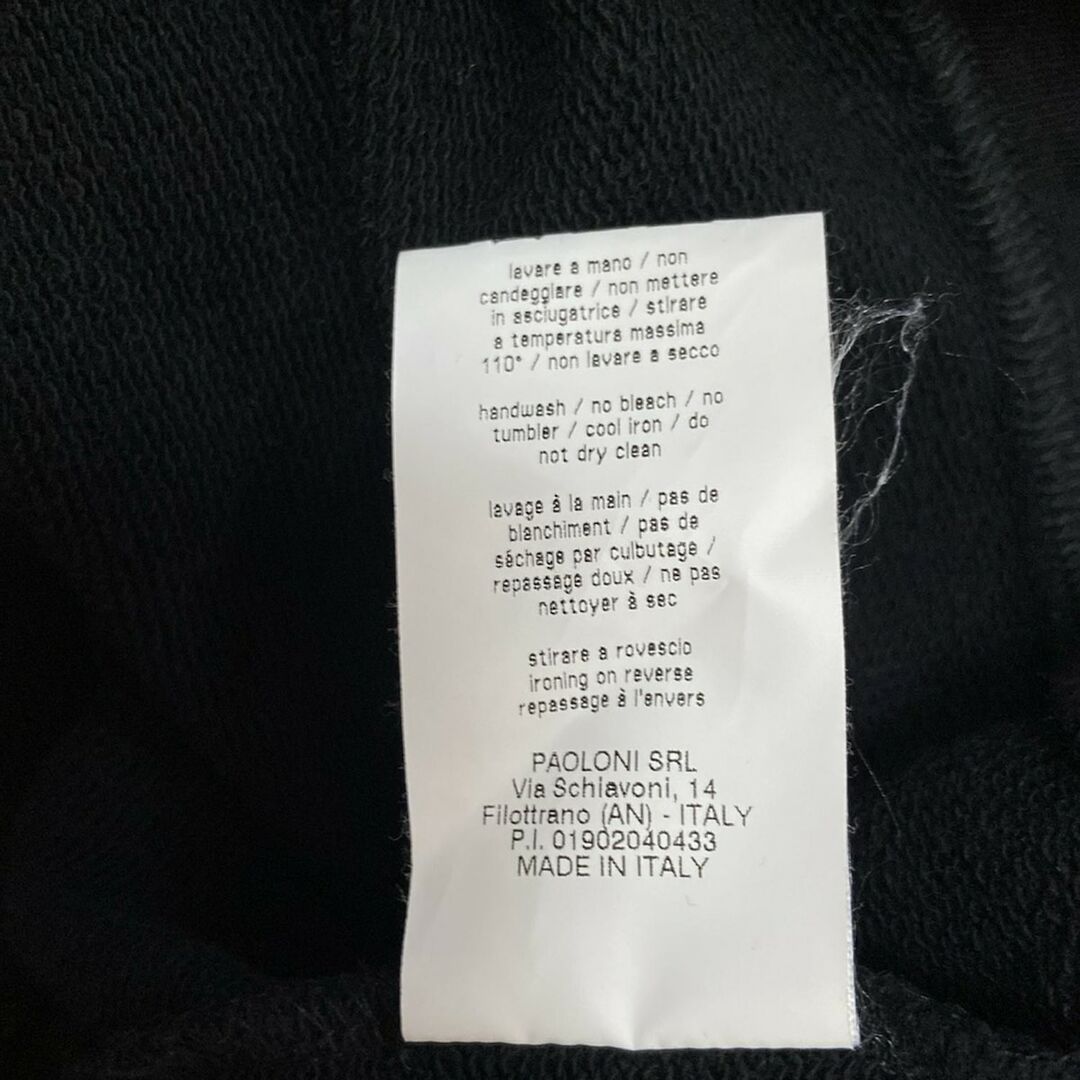 lavare a mano / non
candeggiare / non mettere
in asciugatrice / stirare
a temperatura massima
110° / non lavare a secco
handwash / no bleach / no
tumbler / cool iron / do
not dry clean
lavage à la main / pas de
blanchiment / pas de
séchage par culbutage /
repassage doux / ne pas
nettoyer à sec
stirare a rovescio
ironing on reverse
repassage à l'envers
PAOLONI SRL
Via Schiavoni, 14
Filottrano (AN) - ITALY
P.I. 01902040433
MADE IN ITALY